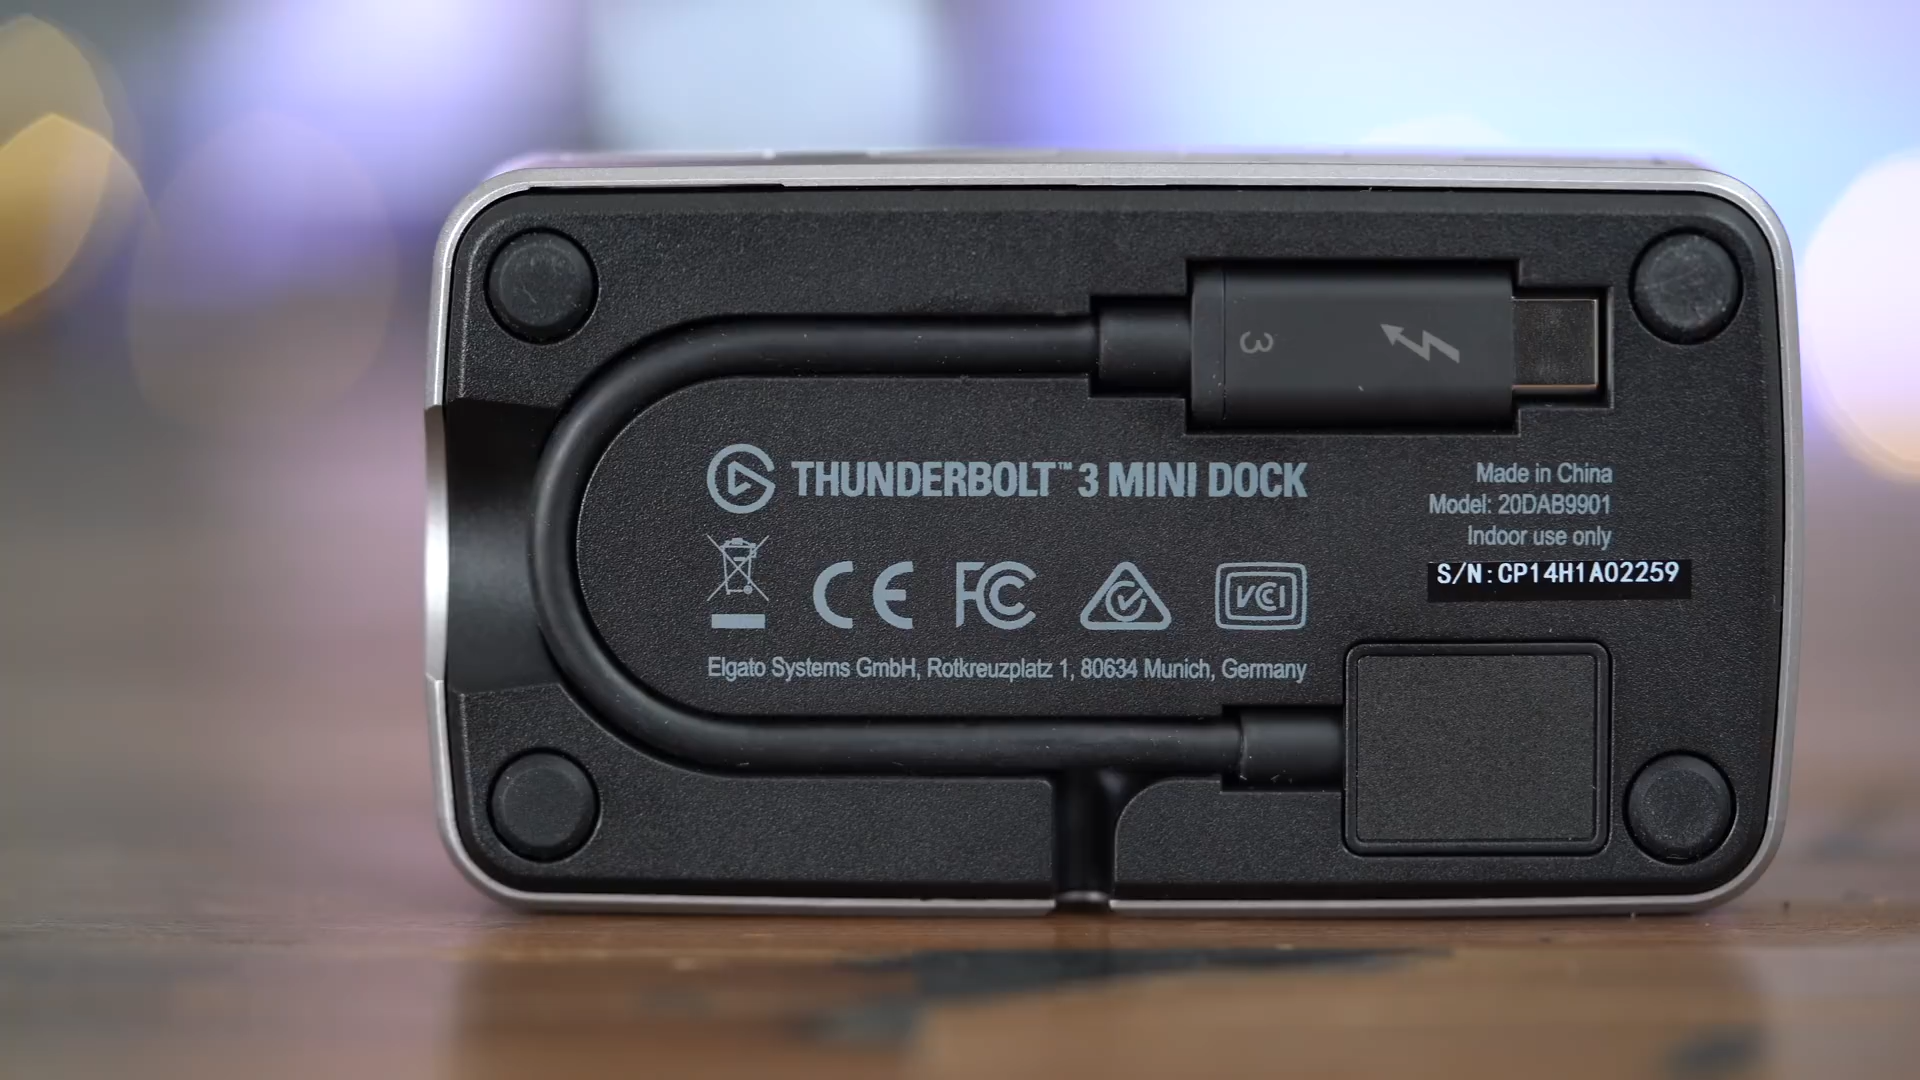 3
THUNDERBOLT™ 3 MINI DOCK
Made in China
Model: 20DAB9901
Indoor use only
S/N:CP14H1A02259
CE FC VCI
Elgato Systems GmbH, Rotkreuzplatz 1, 80634 Munich, Germany